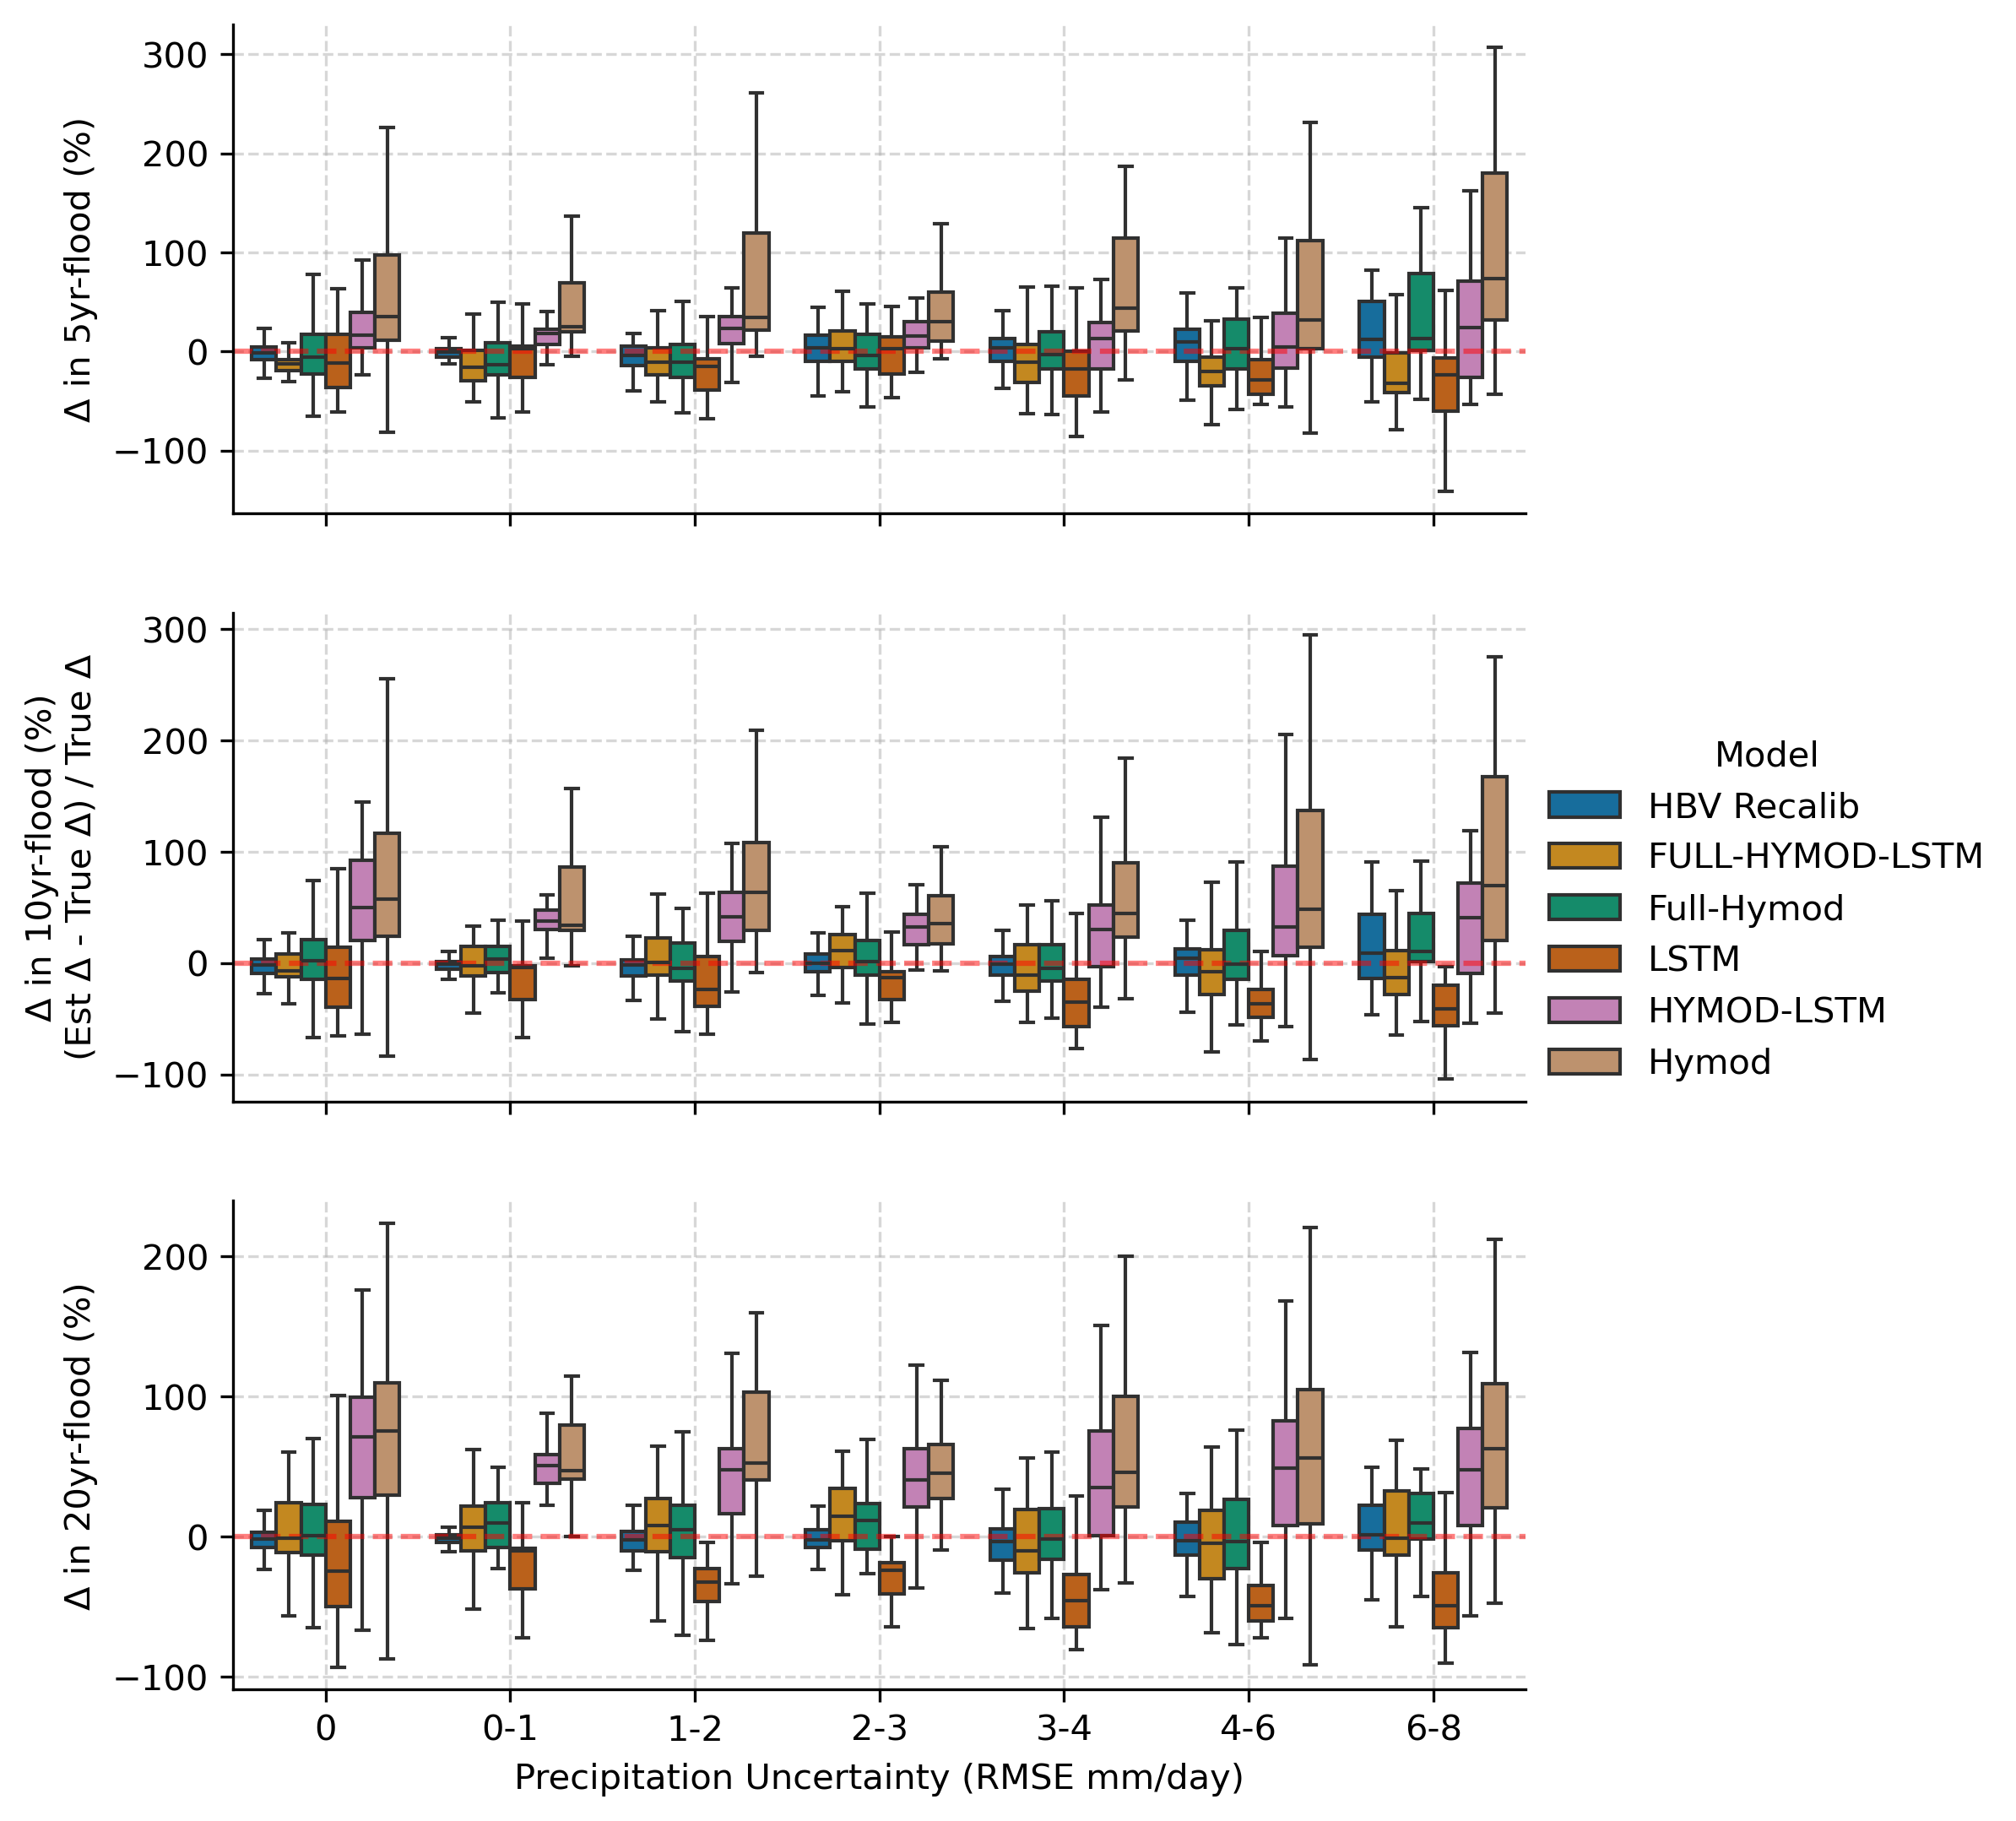 300
200
100
0
−100
Δ in 5yr-flood (%)
300
200
100
0
−100
Δ in 10yr-flood (%)
(Est Δ - True Δ) / True Δ
Model
HBV Recalib
FULL-HYMOD-LSTM
Full-Hymod
LSTM
HYMOD-LSTM
Hymod
200
100
0
−100
Δ in 20yr-flood (%)
0 0-1 1-2 2-3 3-4 4-6 6-8
Precipitation Uncertainty (RMSE mm/day)